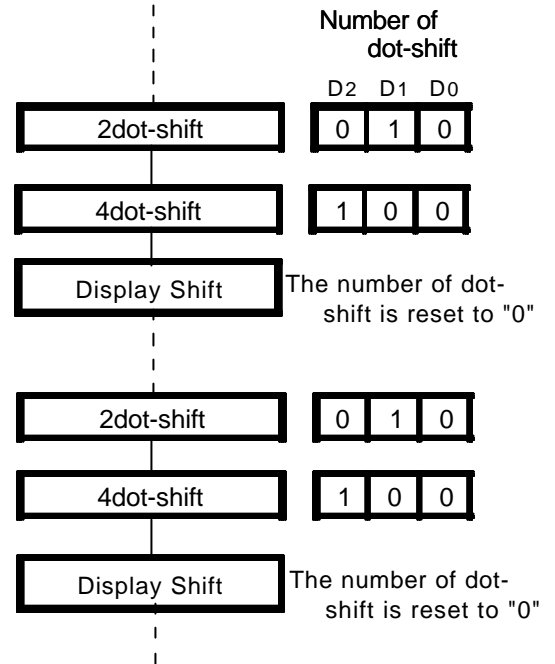 Number of
dot-shift
D2 D1 D0
2dot-shift 0 1 0
4dot-shift 1 0 0
Display Shift The number of dot-
shift is reset to "0"
2dot-shift 0 1 0
4dot-shift 1 0 0
Display Shift The number of dot-
shift is reset to "0"